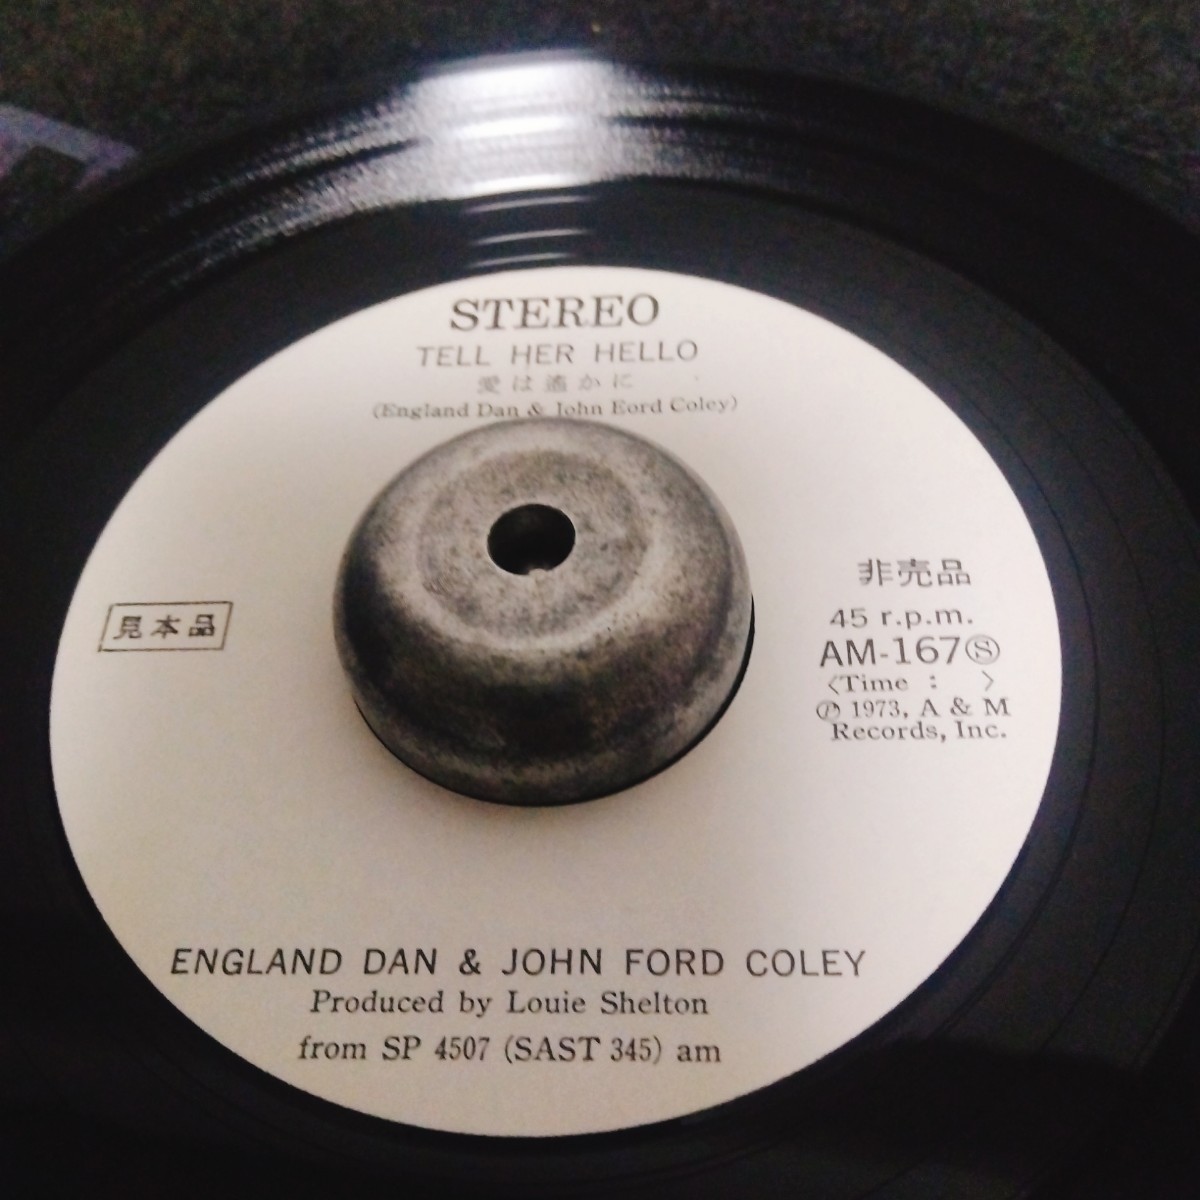 STEREO
TELL HER HELLO
愛は遙かに
(England Dan & John Eord Coley)
見本品
非売品
45 r.p.m.
AM-167Ⓢ
〈Time : 〉
Ⓟ 1973, A & M
Records, Inc.
ENGLAND DAN & JOHN FORD COLEY
Produced by Louie Shelton
from SP 4507 (SAST 345) am